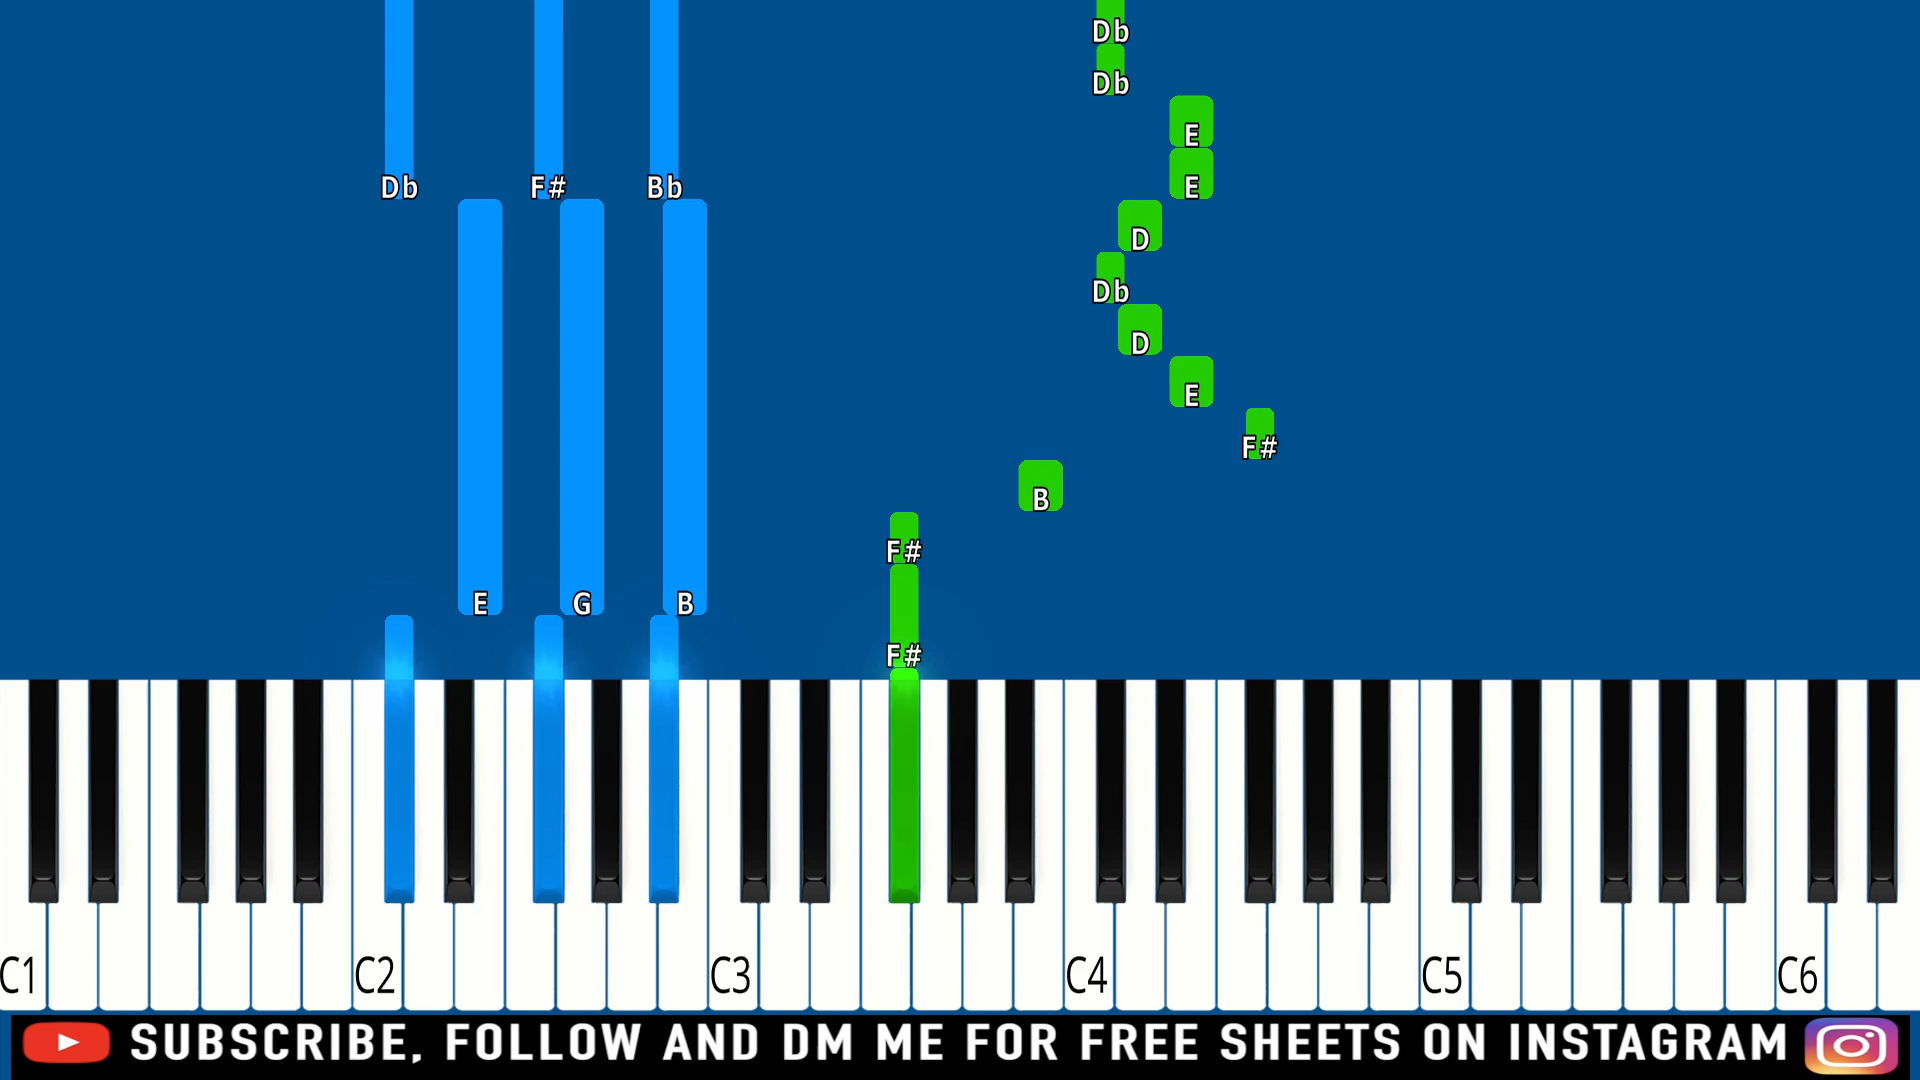 Db
Db
E
E
Db F# Bb
D
Db
D
E
F#
B
F#
E G B
F#
C1 C2 C3 C4 C5 C6
SUBSCRIBE, FOLLOW AND DM ME FOR FREE SHEETS ON INSTAGRAM